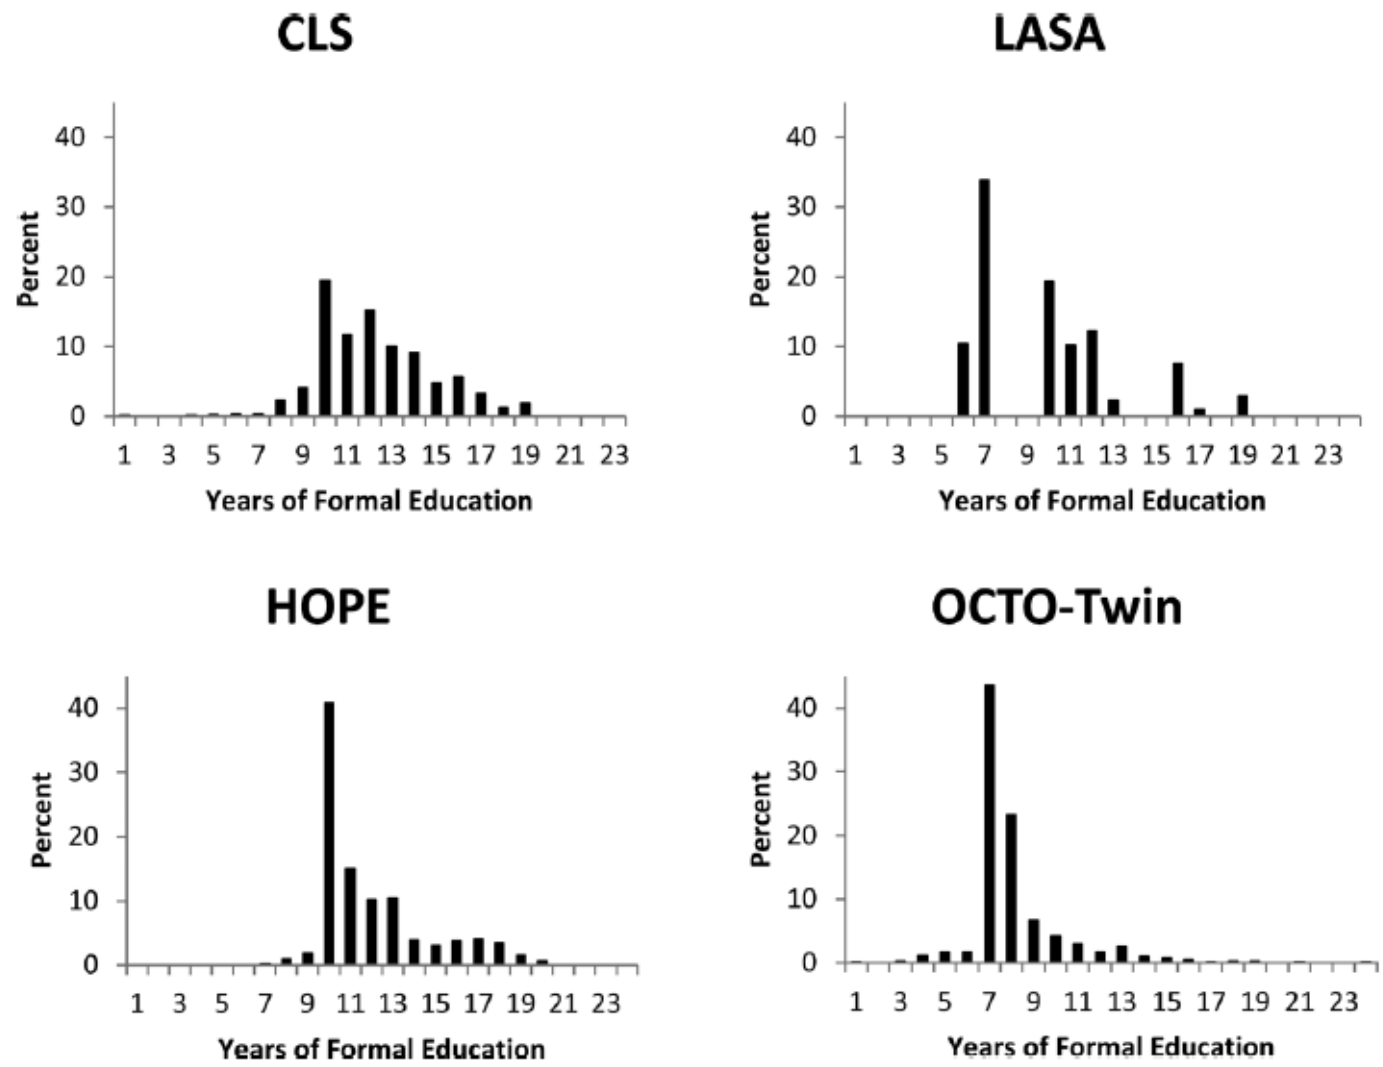 CLS
40
30
20
10
0
Percent
1 3 5 7 9 11 13 15 17 19 21 23
Years of Formal Education
LASA
40
30
20
10
0
Percent
1 3 5 7 9 11 13 15 17 19 21 23
Years of Formal Education
HOPE
40
30
20
10
0
Percent
1 3 5 7 9 11 13 15 17 19 21 23
Years of Formal Education
OCTO-Twin
40
30
20
10
0
Percent
1 3 5 7 9 11 13 15 17 19 21 23
Years of Formal Education